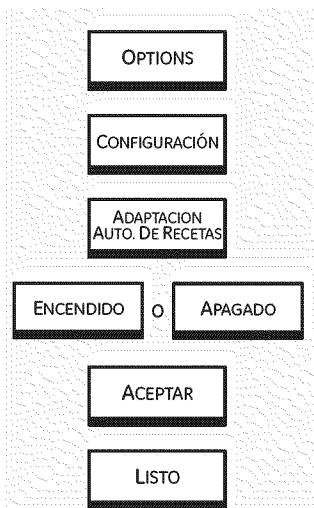 OPTIONS
CONFIGURACIÓN
ADAPTACION
AUTO. DE RECETAS
ENCENDIDO O APAGADO
ACEPTAR
LISTO